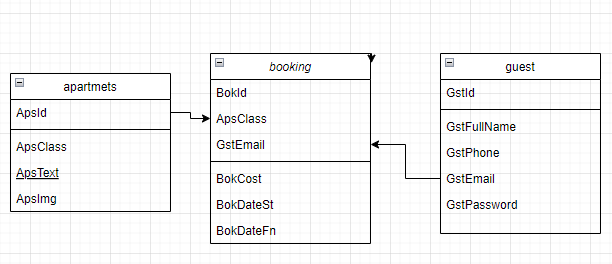 apartmets
ApsId
ApsClass
ApsText
ApsImg
booking
BokId
ApsClass
GstEmail
BokCost
BokDateSt
BokDateFn
guest
GstId
GstFullName
GstPhone
GstEmail
GstPassword